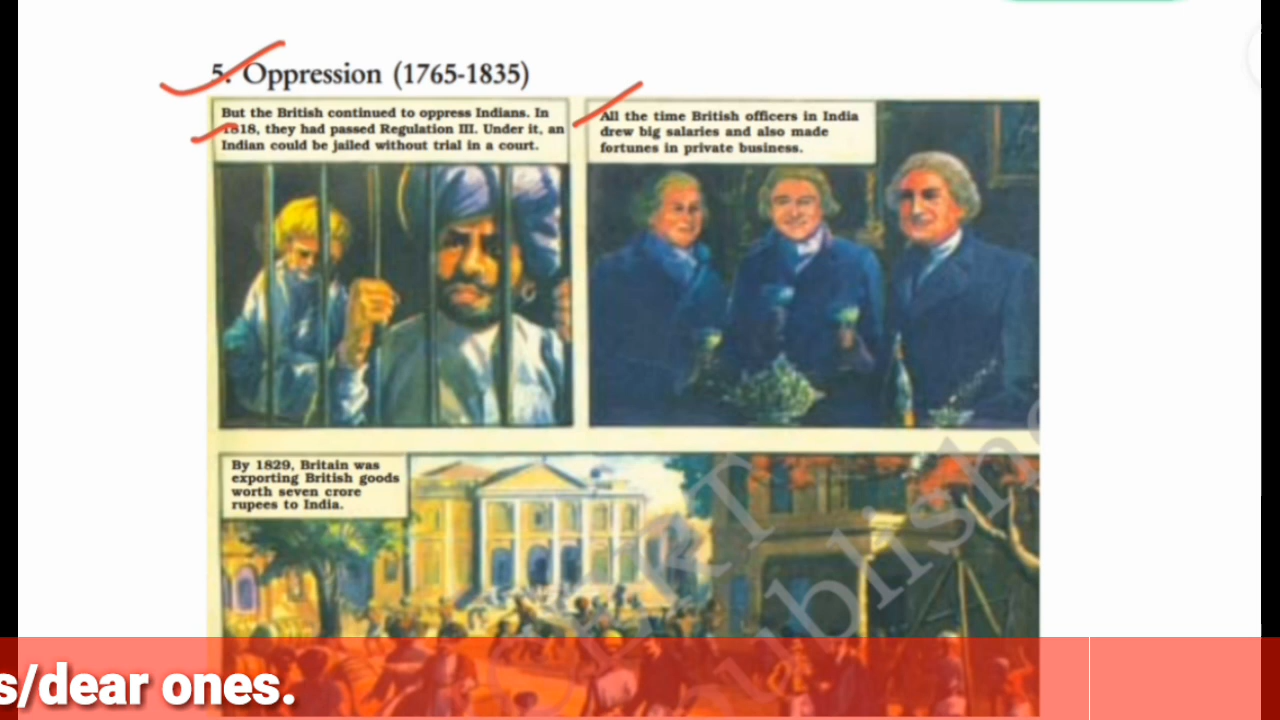 5. Oppression (1765-1835)
But the British continued to oppress Indians. In
1818, they had passed Regulation III. Under it, an
Indian could be jailed without trial in a court.
All the time British officers in India
drew big salaries and also made
fortunes in private business.
By 1829, Britain was
exporting British goods
worth seven crore
rupees to India.
s/dear ones.